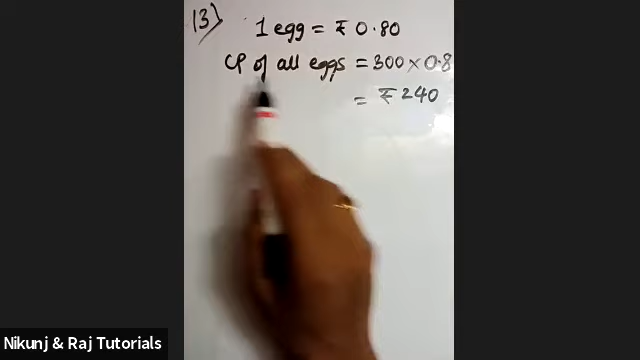 13)
1 egg = ₹ 0.80
CP of all eggs = 300 × 0.8
= ₹ 240
Nikunj & Raj Tutorials